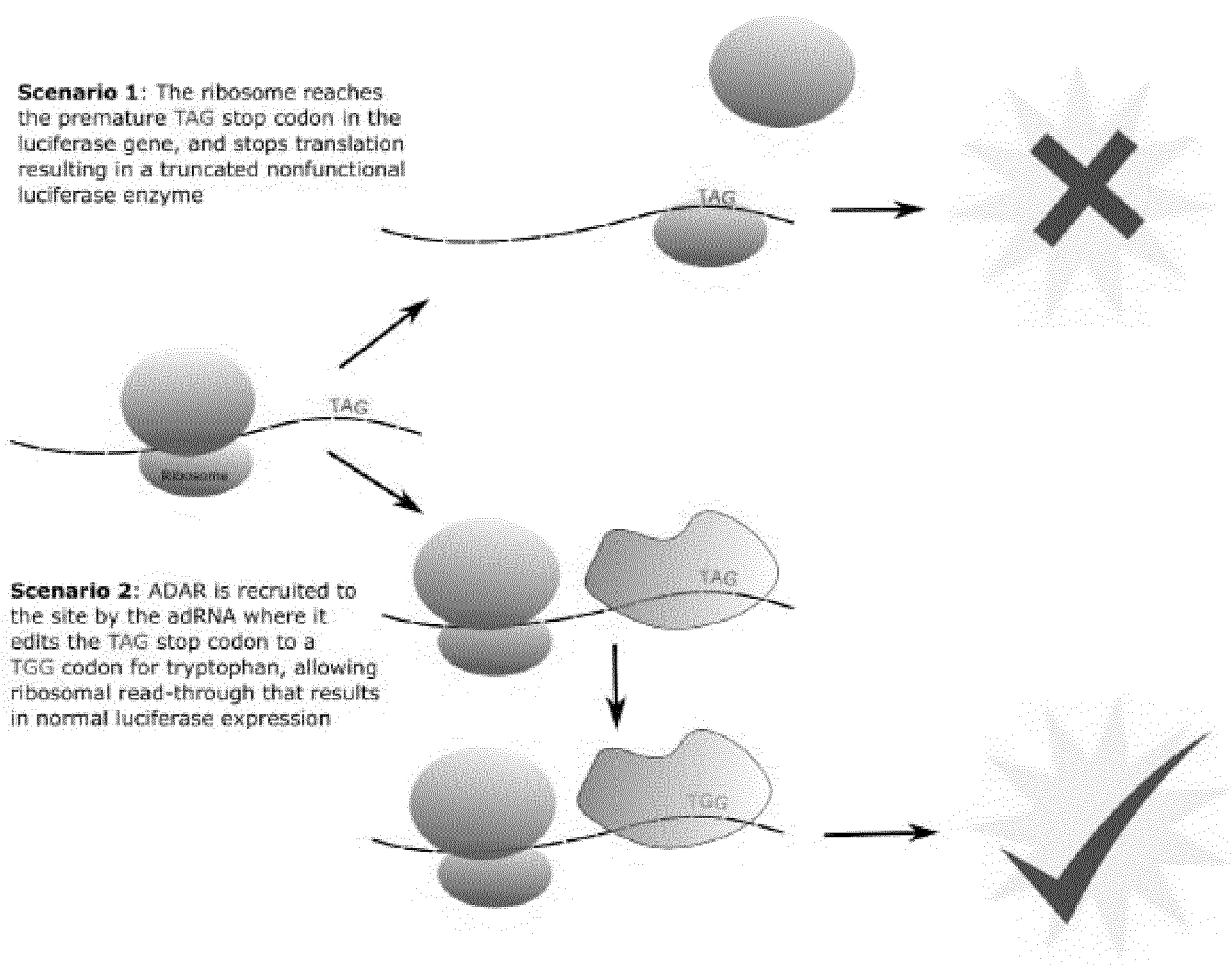 Scenario 1: The ribosome reaches
the premature TAG stop codon in the
luciferase gene, and stops translation
resulting in a truncated nonfunctional
luciferase enzyme
TAG
TAG
Ribosome
Scenario 2: ADAR is recruited to
the site by the adRNA where it
edits the TAG stop codon to a
TGG codon for tryptophan, allowing
ribosomal read-through that results
in normal luciferase expression
TAG
TGG